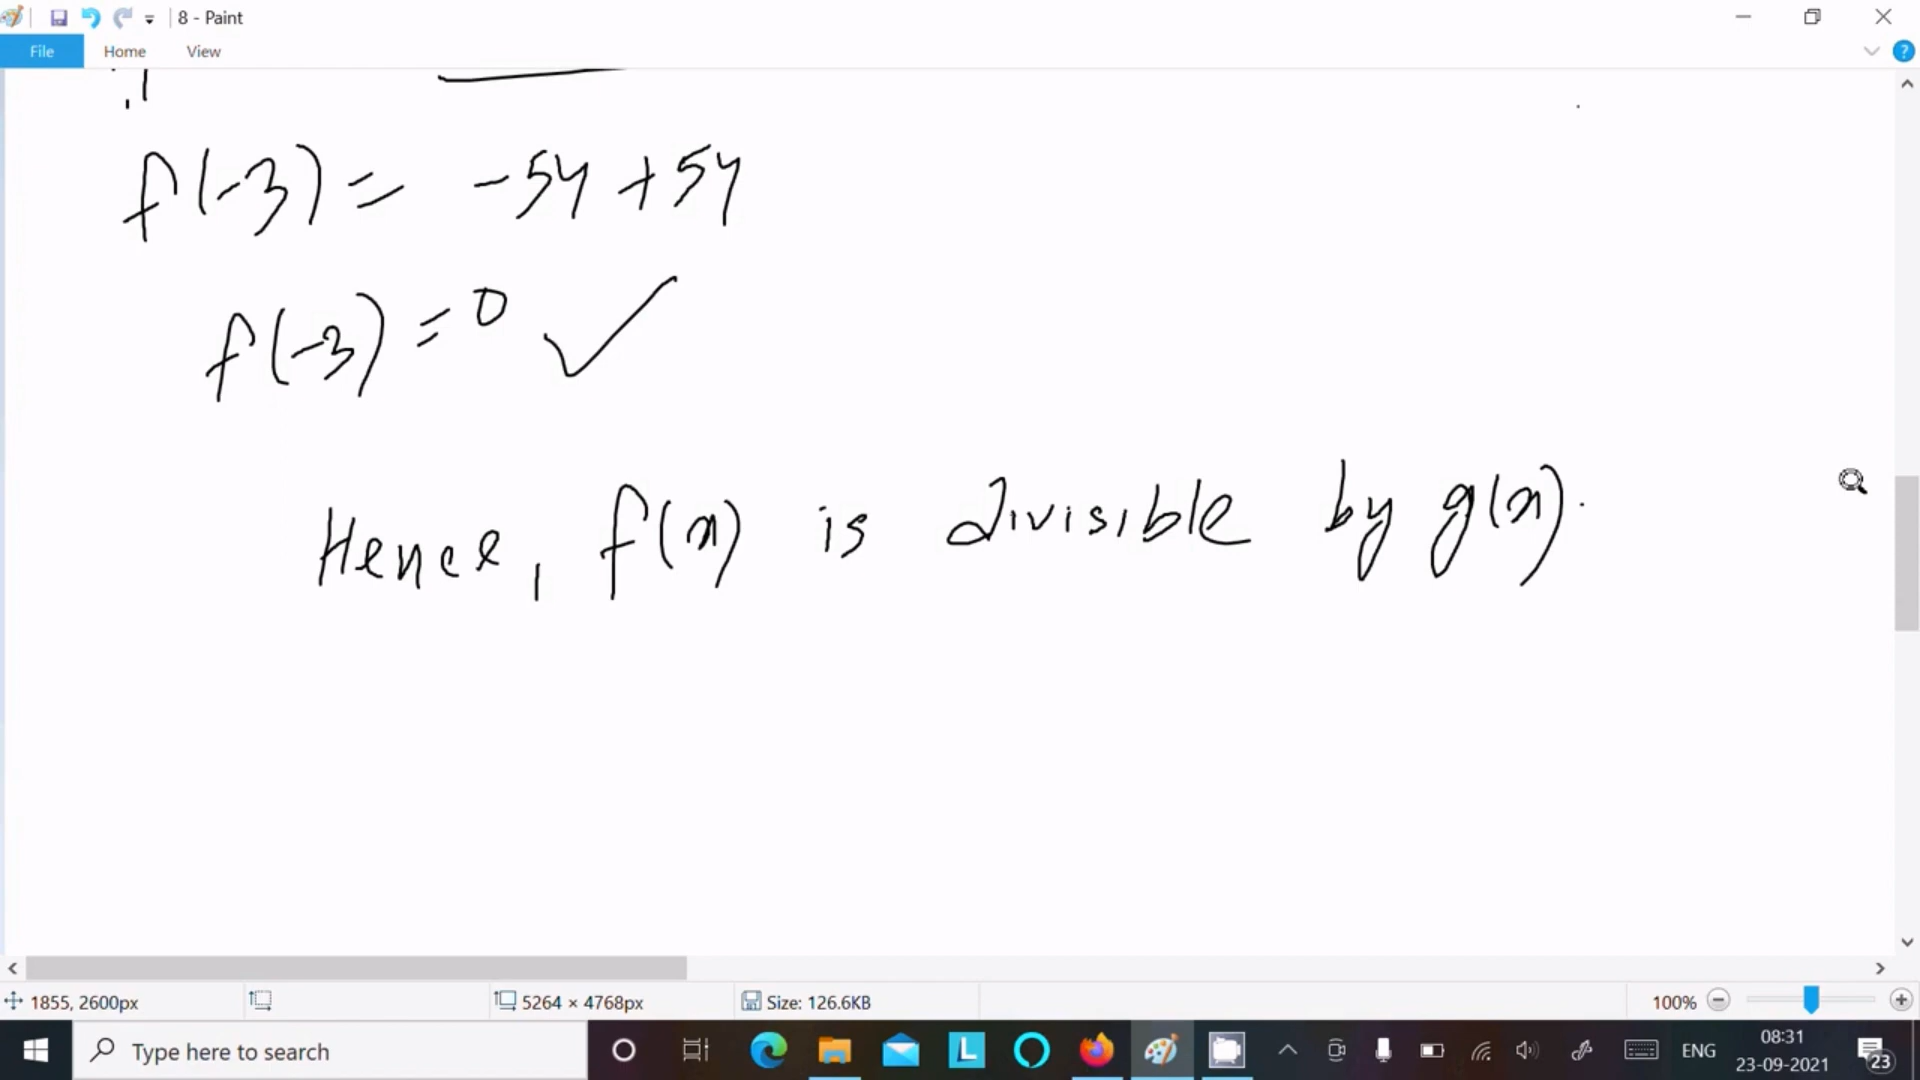 8 - Paint
File Home View ?
f(-3) = -54 + 54
f(-3) = 0 ✓
Hence, f(x) is divisible by g(x).
1855, 2600px 5264 × 4768px Size: 126.6KB 100%
Type here to search L ENG 08:31
23-09-2021 23